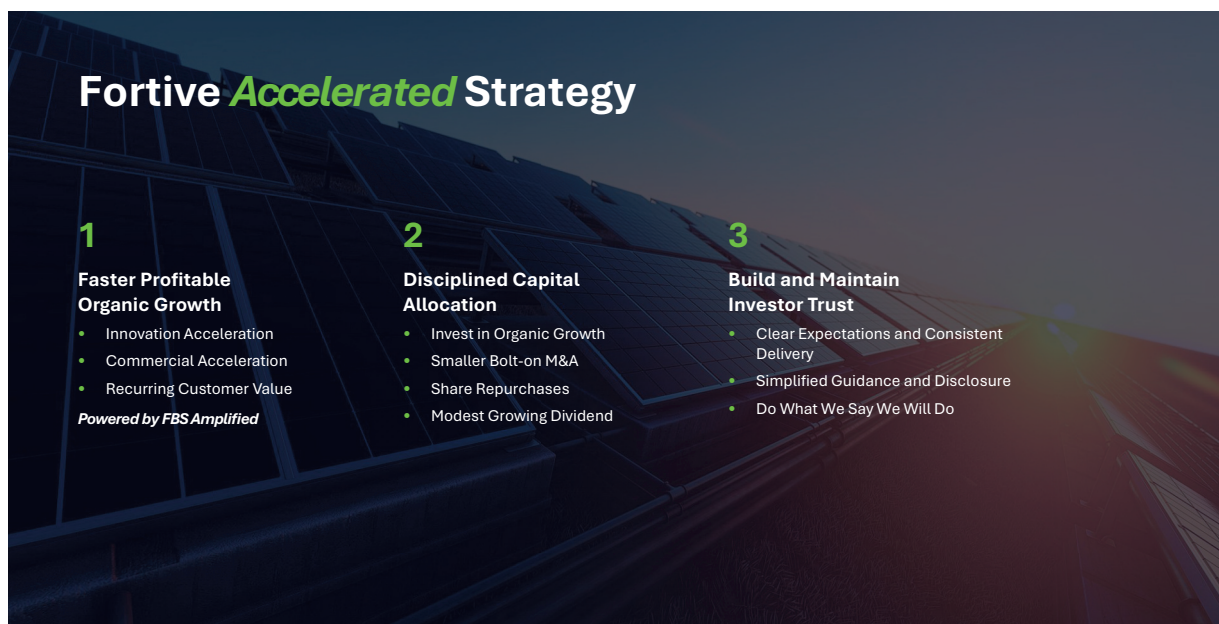 Fortive Accelerated Strategy
1
Faster Profitable
Organic Growth
• Innovation Acceleration
• Commercial Acceleration
• Recurring Customer Value
Powered by FBS Amplified
2
Disciplined Capital
Allocation
• Invest in Organic Growth
• Smaller Bolt-on M&A
• Share Repurchases
• Modest Growing Dividend
3
Build and Maintain
Investor Trust
• Clear Expectations and Consistent
Delivery
• Simplified Guidance and Disclosure
• Do What We Say We Will Do